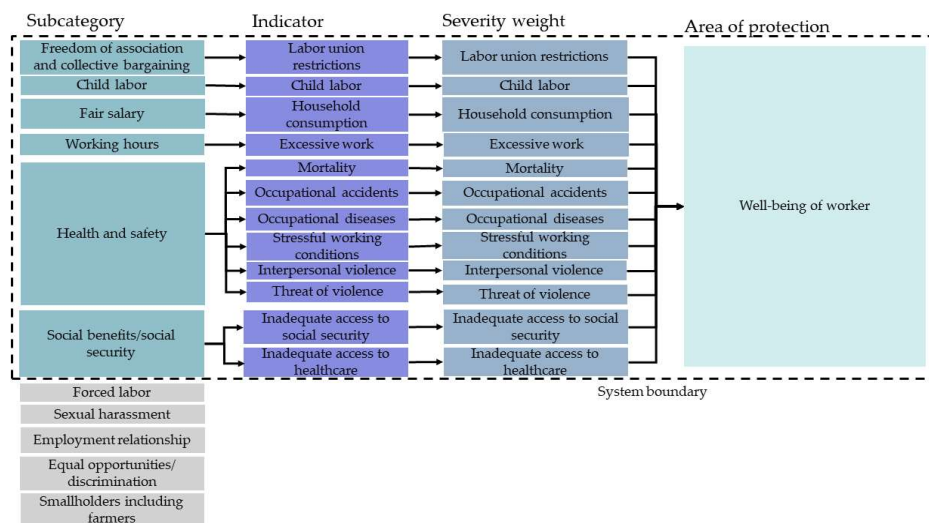 Subcategory
Indicator
Severity weight
Area of protection
Freedom of association
and collective bargaining
Labor union
restrictions
Labor union restrictions
Child labor
Child labor
Child labor
Fair salary
Household
consumption
Household consumption
Working hours
Excessive work
Excessive work
Health and safety
Mortality
Mortality
Occupational accidents
Occupational accidents
Occupational diseases
Occupational diseases
Stressful working
conditions
Stressful working
conditions
Interpersonal violence
Interpersonal violence
Threat of violence
Threat of violence
Social benefits/social
security
Inadequate access to
social security
Inadequate access to social
security
Inadequate access to
healthcare
Inadequate access to
healthcare
Well-being of worker
System boundary
Forced labor
Sexual harassment
Employment relationship
Equal opportunities/
discrimination
Smallholders including
farmers